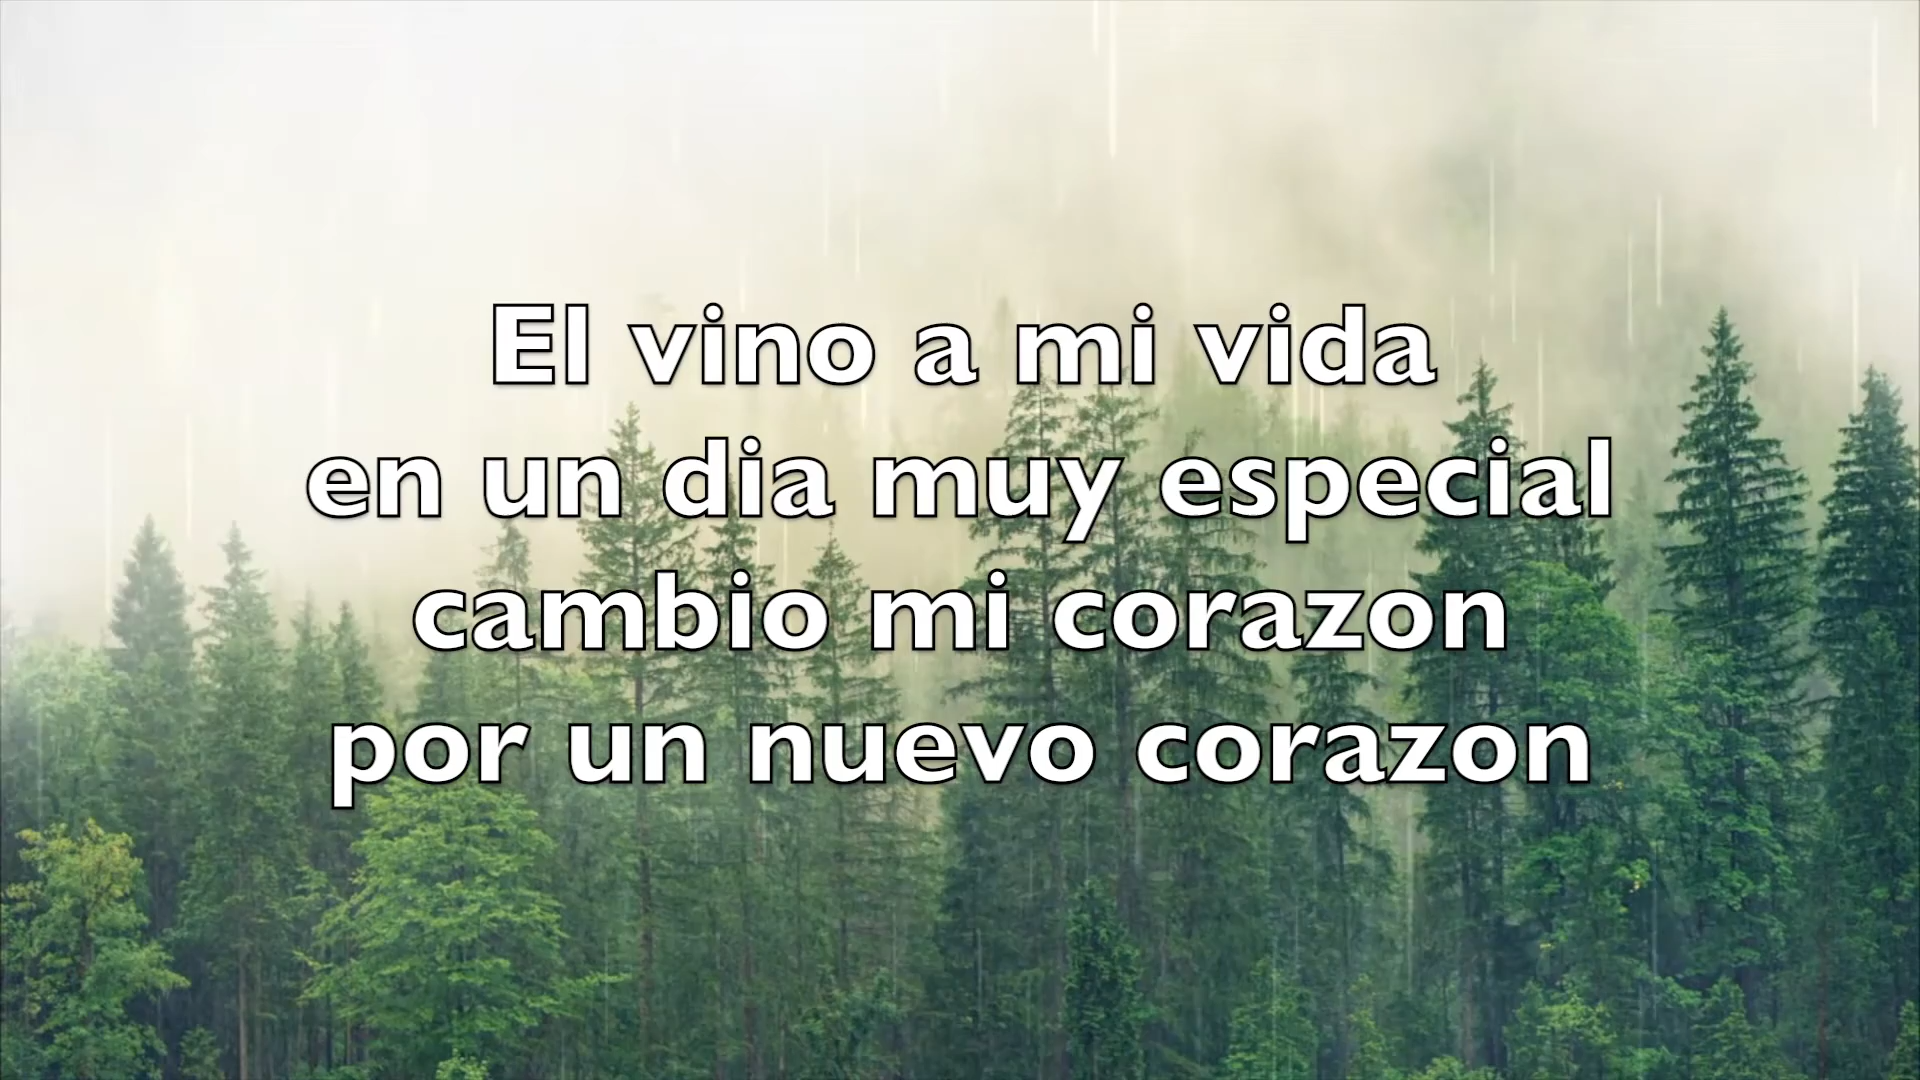 El vino a mi vida
en un dia muy especial
cambio mi corazon
por un nuevo corazon